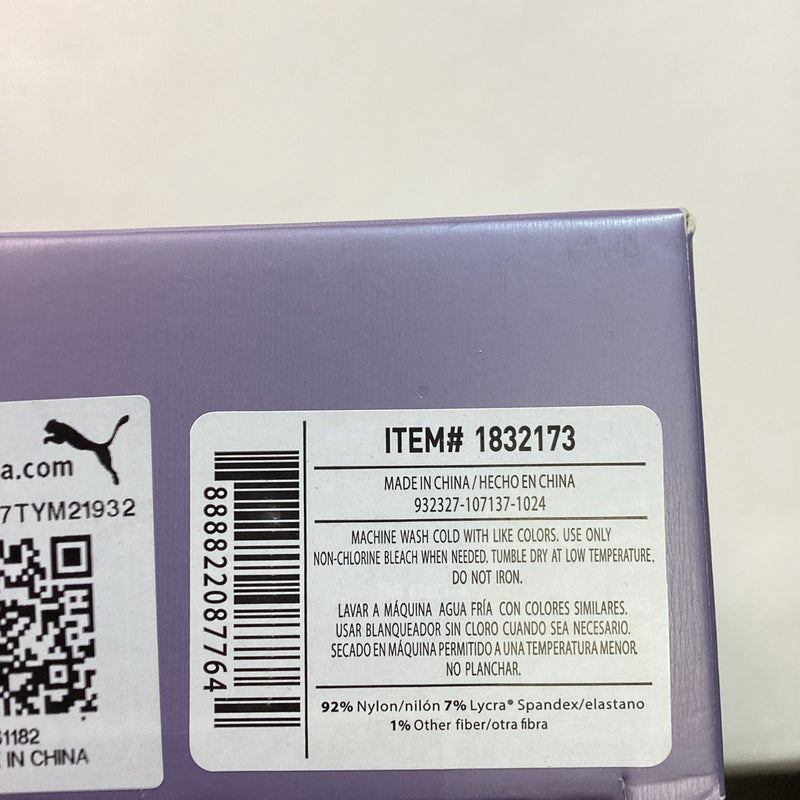 a.com
7TYM21932
61182
IN CHINA
888822087764
ITEM# 1832173
MADE IN CHINA / HECHO EN CHINA
932327-107137-1024
MACHINE WASH COLD WITH LIKE COLORS. USE ONLY
NON-CHLORINE BLEACH WHEN NEEDED. TUMBLE DRY AT LOW TEMPERATURE.
DO NOT IRON.
LAVAR A MÁQUINA AGUA FRÍA CON COLORES SIMILARES.
USAR BLANQUEADOR SIN CLORO CUANDO SEA NECESARIO.
SECADO EN MÁQUINA PERMITIDO A UNA TEMPERATURA MENOR.
NO PLANCHAR.
92% Nylon/nilón 7% Lycra® Spandex/elastano
1% Other fiber/otra fibra